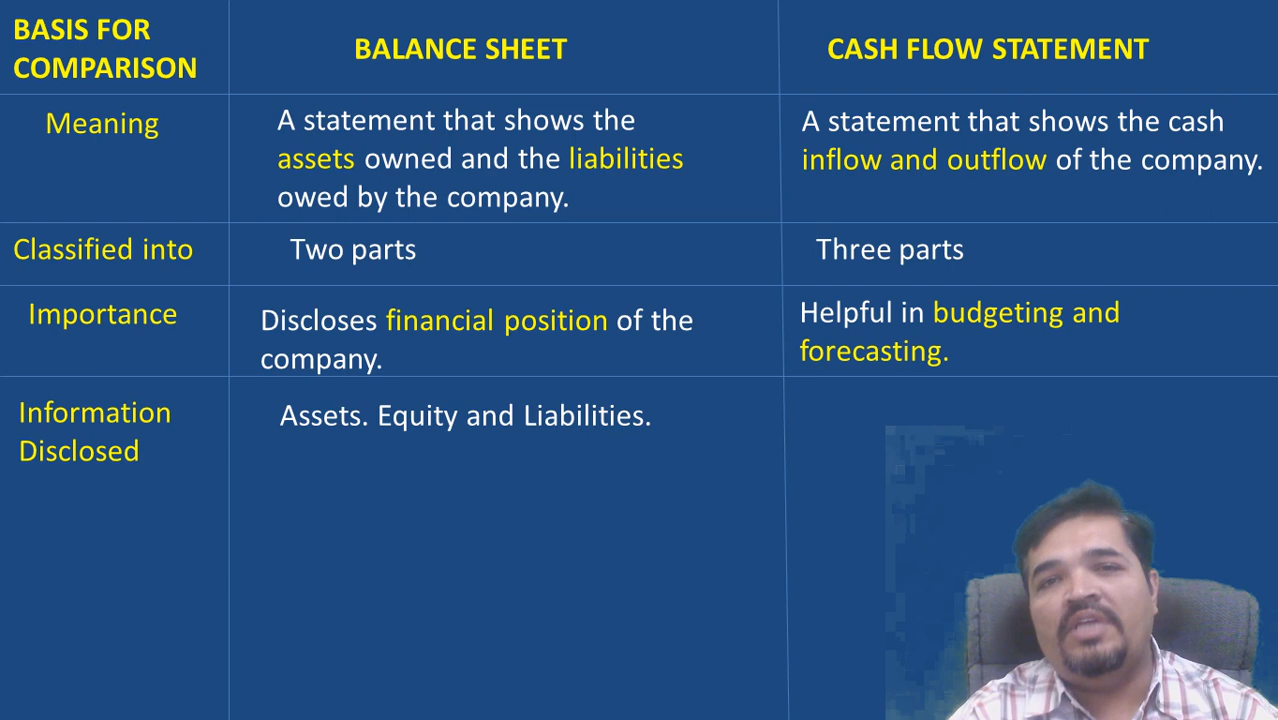 BASIS FOR
COMPARISON
BALANCE SHEET
CASH FLOW STATEMENT
Meaning
A statement that shows the
assets owned and the liabilities
owed by the company.
A statement that shows the cash
inflow and outflow of the company.
Classified into
Two parts
Three parts
Importance
Discloses financial position of the
company.
Helpful in budgeting and
forecasting.
Information
Disclosed
Assets. Equity and Liabilities.